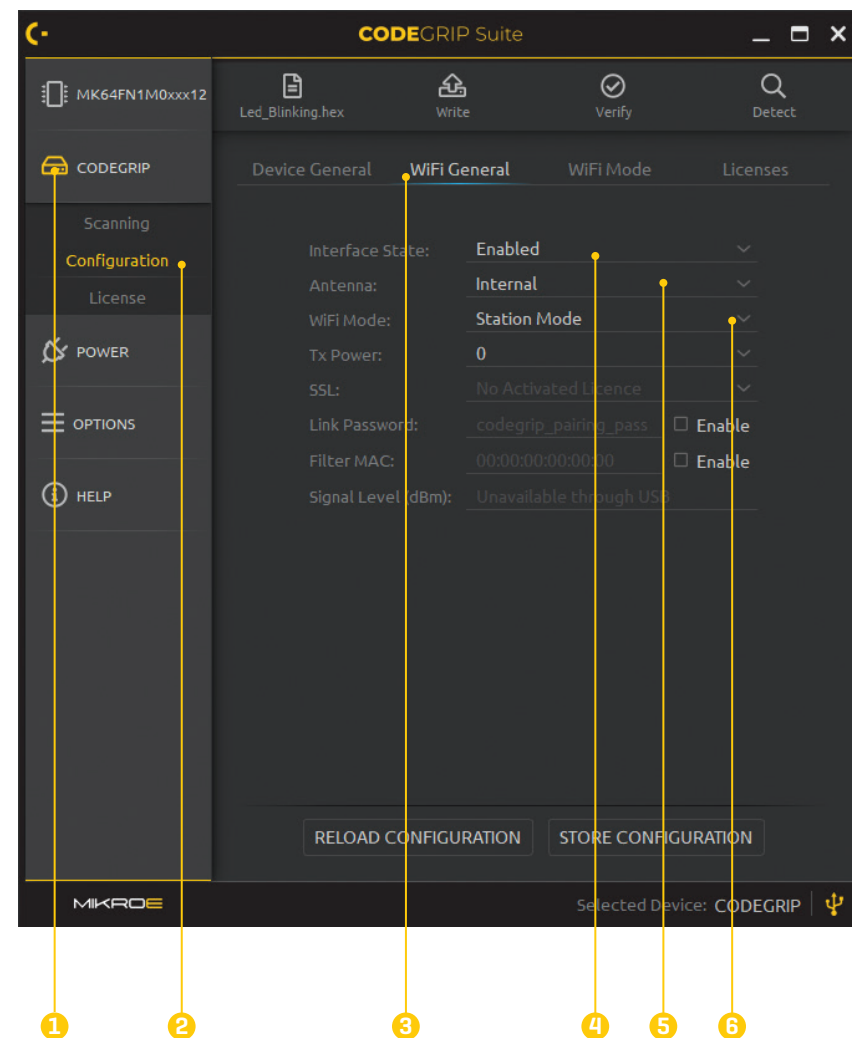 CODEGRIP Suite
MK64FN1M0xxx12
Led_Blinking.hex
Write
Verify
Detect
CODEGRIP
Scanning
Configuration
License
POWER
OPTIONS
HELP
Device General
WiFi General
WiFi Mode
Licenses
Interface State: Enabled
Antenna: Internal
WiFi Mode: Station Mode
Tx Power: 0
SSL: No Activated Licence
Link Password: codegrip_pairing_pass Enable
Filter MAC: 00:00:00:00:00:00 Enable
Signal Level (dBm): Unavailable through USB
RELOAD CONFIGURATION
STORE CONFIGURATION
MIKROE
Selected Device: CODEGRIP
1 2 3 4 5 6